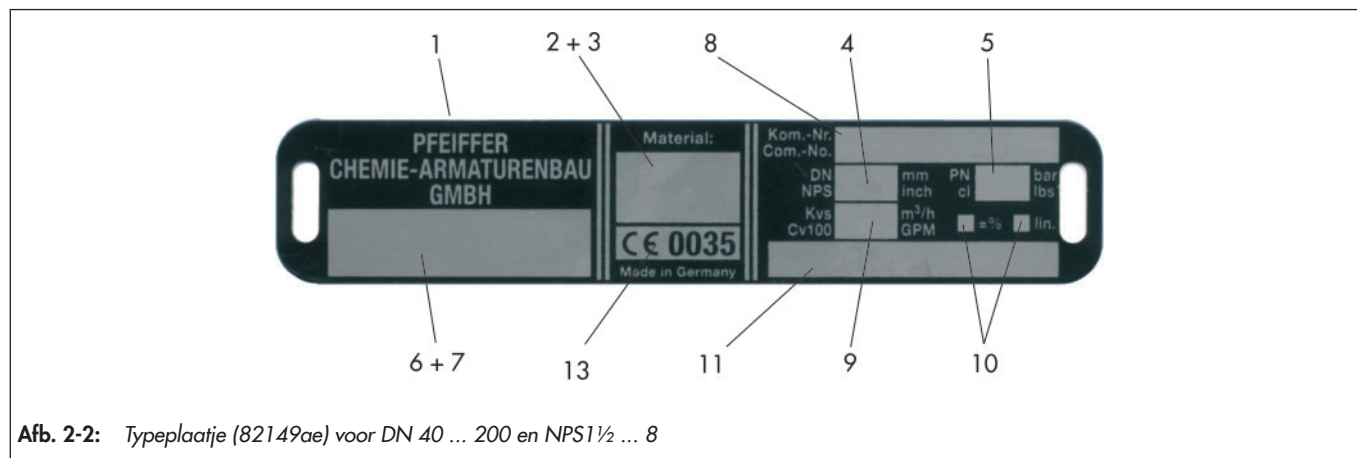 1 2 + 3 8 4 5
PFEIFFER
CHEMIE-ARMATURENBAU
GMBH
Material:
CE 0035
Made in Germany
Kom.-Nr.
Com.-No.
DN mm PN bar
NPS inch cl lbs
Kvs m³/h
Cv100 GPM =% lin.
6 + 7 13 11 9 10
Afb. 2-2: Typeplaatje (82149ae) voor DN 40 ... 200 en NPS1½ ... 8